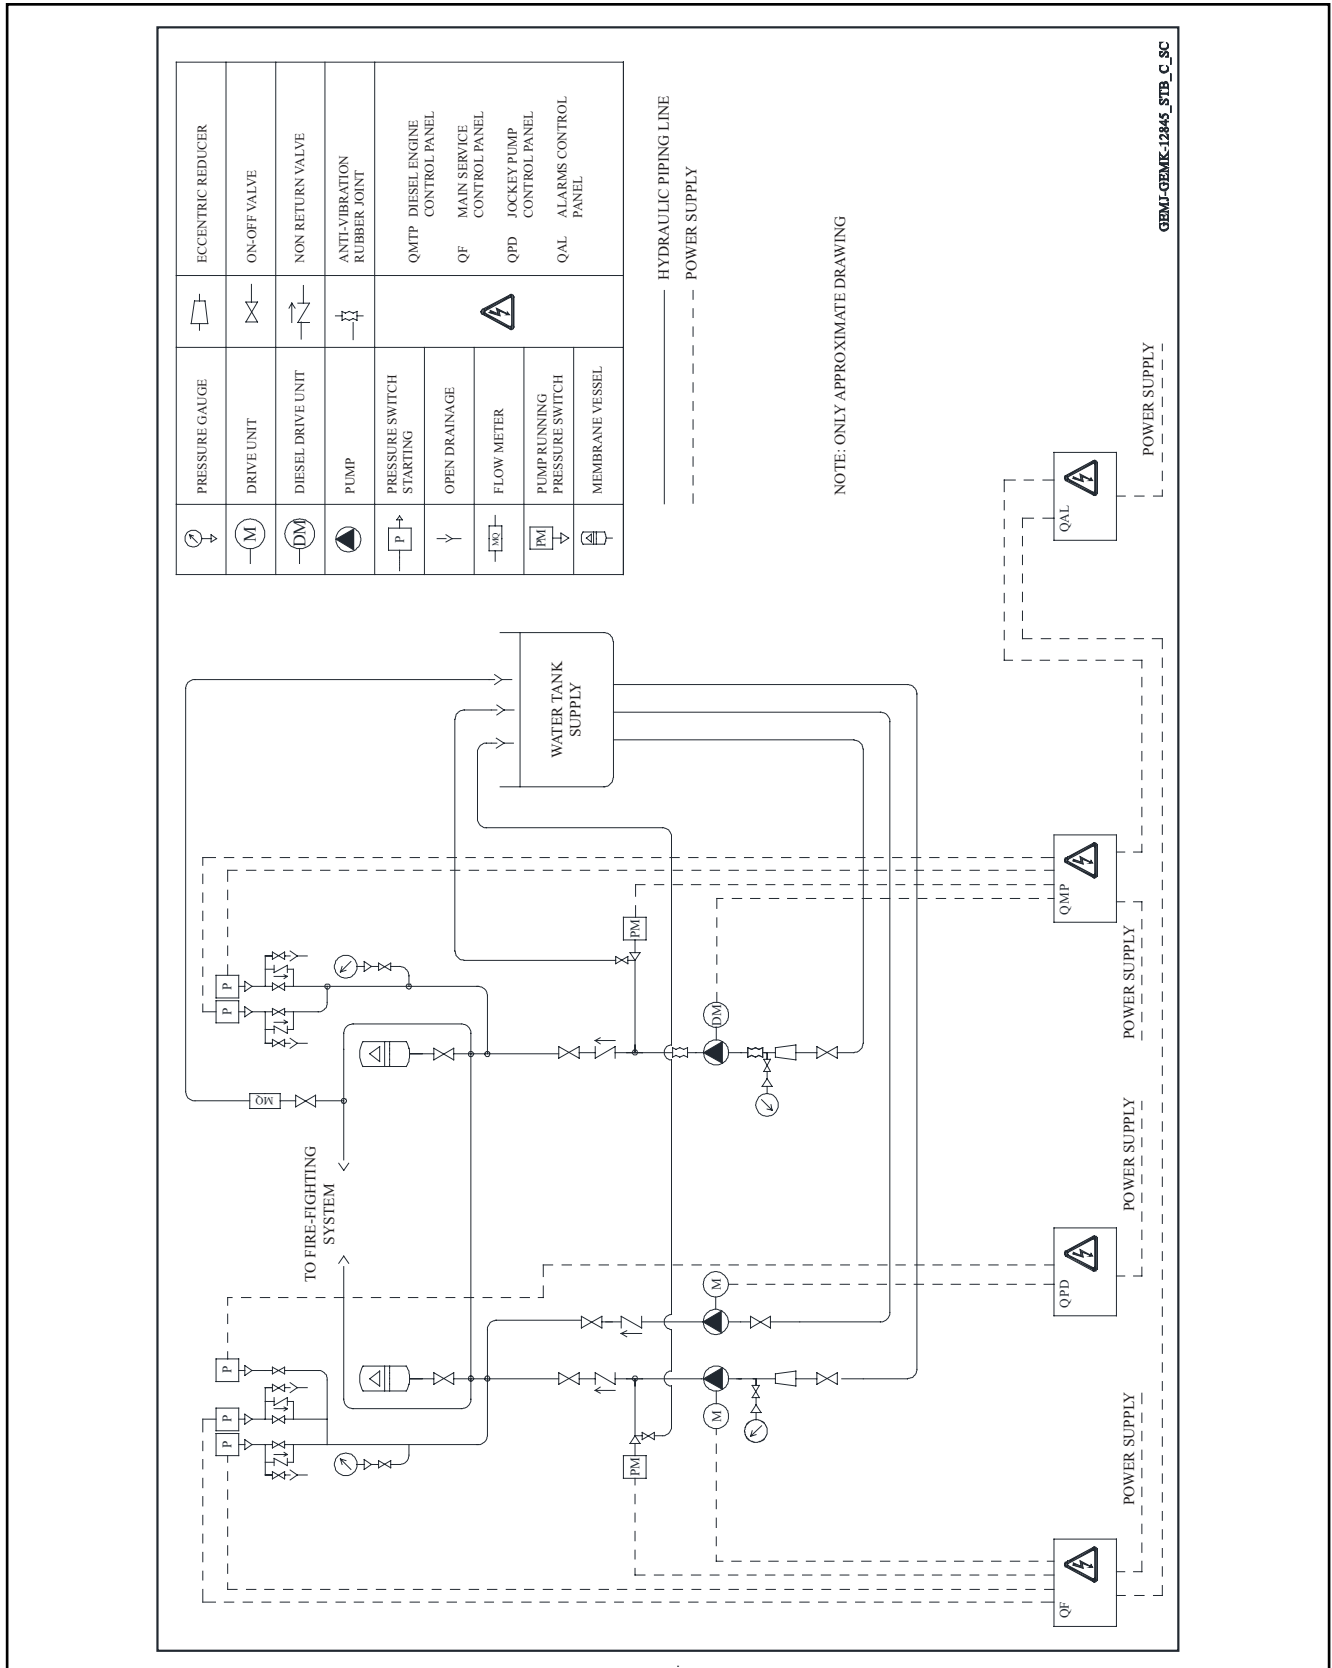 PRESSURE GAUGE
ECCENTRIC REDUCER
M
DRIVE UNIT
ON-OFF VALVE
DM
DIESEL DRIVE UNIT
NON RETURN VALVE
PUMP
ANTI-VIBRATION
RUBBER JOINT
P
PRESSURE SWITCH
STARTING
OPEN DRAINAGE
MQ
FLOW METER
PM
PUMP RUNNING
PRESSURE SWITCH
MEMBRANE VESSEL
QMTP DIESEL ENGINE
CONTROL PANEL
QF MAIN SERVICE
CONTROL PANEL
QPD JOCKEY PUMP
CONTROL PANEL
QAL ALARMS CONTROL
PANEL
HYDRAULIC PIPING LINE
POWER SUPPLY
NOTE: ONLY APPROXIMATE DRAWING
GEMJ-GEMK-12845_STB_C_SC
P
P
P
P
P
MQ
TO FIRE-FIGHTING
SYSTEM
WATER TANK
SUPPLY
PM
PM
M
M
DM
QF
POWER SUPPLY
QPD
POWER SUPPLY
QMP
POWER SUPPLY
QAL
POWER SUPPLY